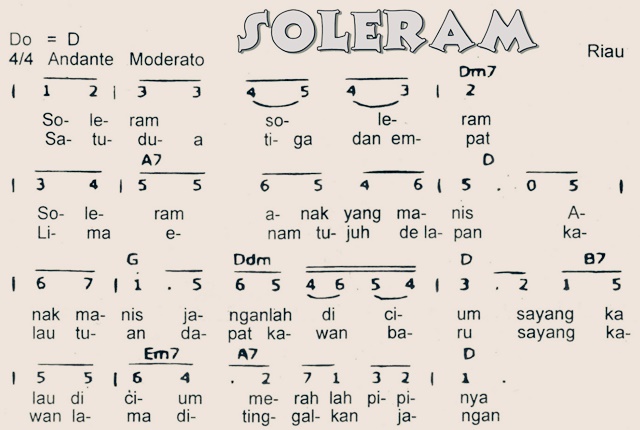 SOLERAM
Do = D
4/4 Andante Moderato
Riau
Dm7
| 1 2 | 3 3 4 5 4 3 | 2
So- le- ram so- le- ram
Sa- tu- du- a ti- ga dan em- pat
A7 D
| 3 4 | 5 5 6 5 4 6 | 5 . 0 5 |
So- le- ram a- nak yang ma- nis A-
Li- ma e- nam tu- juh de la- pan ka-
G Ddm D B7
| 6 7 | 1 . 5 6 5 4 6 5 4 | 3 . 2 1 5
nak ma- nis ja- nganlah di ci- um sayang ka
lau tu- an da- pat ka- wan ba- ru sayang ka-
Em7 A7 D
| 5 5 | 6 4 . 2 7 1 3 2 | 1 .
lau di ci- um me- rah lah pi- pi- nya
wan la- ma di- ting- gal- kan ja- ngan